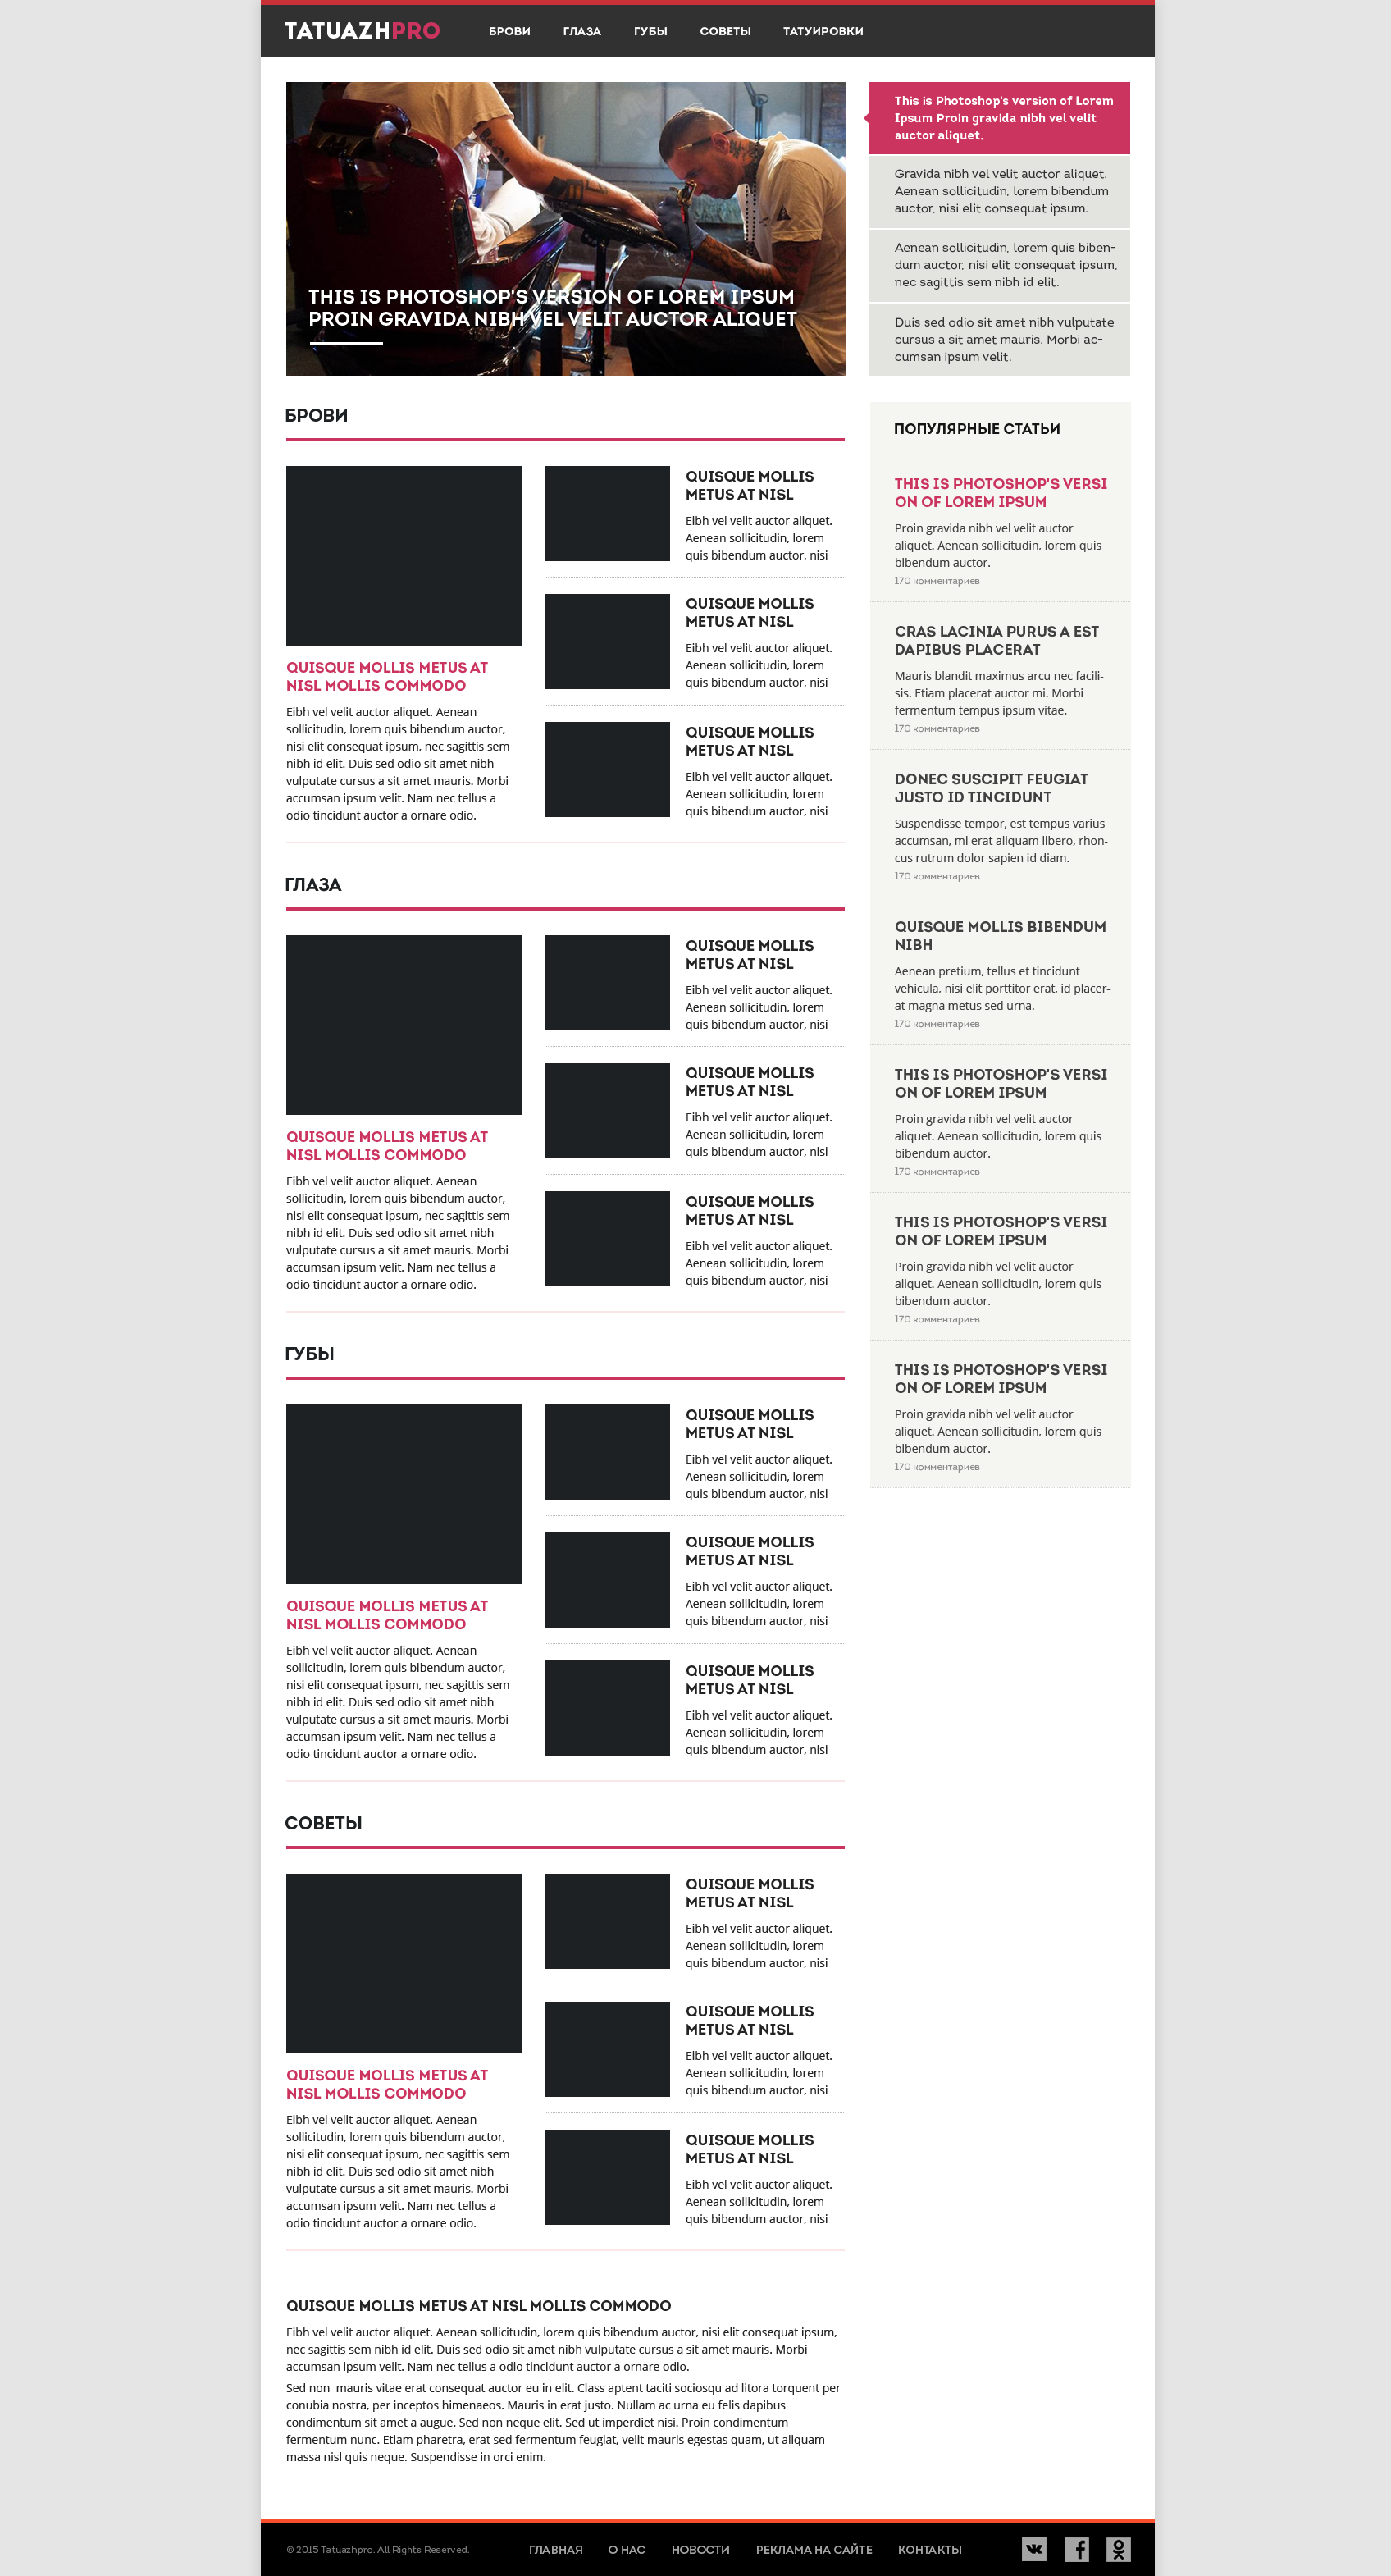 TATUAZHPRO
БРОВИ ГЛАЗА ГУБЫ СОВЕТЫ ТАТУИРОВКИ
THIS IS PHOTOSHOP'S VERSION OF LOREM IPSUM
PROIN GRAVIDA NIBH VEL VELIT AUCTOR ALIQUET
This is Photoshop's version of Lorem
Ipsum Proin gravida nibh vel velit
auctor aliquet.
Gravida nibh vel velit auctor aliquet.
Aenean sollicitudin, lorem bibendum
auctor, nisi elit consequat ipsum.
Aenean sollicitudin, lorem quis biben-
dum auctor, nisi elit consequat ipsum,
nec sagittis sem nibh id elit.
Duis sed odio sit amet nibh vulputate
cursus a sit amet mauris. Morbi ac-
cumsan ipsum velit.
БРОВИ
QUISQUE MOLLIS METUS AT
NISL MOLLIS COMMODO
Eibh vel velit auctor aliquet. Aenean
sollicitudin, lorem quis bibendum auctor,
nisi elit consequat ipsum, nec sagittis sem
nibh id elit. Duis sed odio sit amet nibh
vulputate cursus a sit amet mauris. Morbi
accumsan ipsum velit. Nam nec tellus a
odio tincidunt auctor a ornare odio.
QUISQUE MOLLIS
METUS AT NISL
Eibh vel velit auctor aliquet.
Aenean sollicitudin, lorem
quis bibendum auctor, nisi
QUISQUE MOLLIS
METUS AT NISL
Eibh vel velit auctor aliquet.
Aenean sollicitudin, lorem
quis bibendum auctor, nisi
QUISQUE MOLLIS
METUS AT NISL
Eibh vel velit auctor aliquet.
Aenean sollicitudin, lorem
quis bibendum auctor, nisi
ГЛАЗА
QUISQUE MOLLIS METUS AT
NISL MOLLIS COMMODO
Eibh vel velit auctor aliquet. Aenean
sollicitudin, lorem quis bibendum auctor,
nisi elit consequat ipsum, nec sagittis sem
nibh id elit. Duis sed odio sit amet nibh
vulputate cursus a sit amet mauris. Morbi
accumsan ipsum velit. Nam nec tellus a
odio tincidunt auctor a ornare odio.
QUISQUE MOLLIS
METUS AT NISL
Eibh vel velit auctor aliquet.
Aenean sollicitudin, lorem
quis bibendum auctor, nisi
QUISQUE MOLLIS
METUS AT NISL
Eibh vel velit auctor aliquet.
Aenean sollicitudin, lorem
quis bibendum auctor, nisi
QUISQUE MOLLIS
METUS AT NISL
Eibh vel velit auctor aliquet.
Aenean sollicitudin, lorem
quis bibendum auctor, nisi
ГУБЫ
QUISQUE MOLLIS METUS AT
NISL MOLLIS COMMODO
Eibh vel velit auctor aliquet. Aenean
sollicitudin, lorem quis bibendum auctor,
nisi elit consequat ipsum, nec sagittis sem
nibh id elit. Duis sed odio sit amet nibh
vulputate cursus a sit amet mauris. Morbi
accumsan ipsum velit. Nam nec tellus a
odio tincidunt auctor a ornare odio.
QUISQUE MOLLIS
METUS AT NISL
Eibh vel velit auctor aliquet.
Aenean sollicitudin, lorem
quis bibendum auctor, nisi
QUISQUE MOLLIS
METUS AT NISL
Eibh vel velit auctor aliquet.
Aenean sollicitudin, lorem
quis bibendum auctor, nisi
QUISQUE MOLLIS
METUS AT NISL
Eibh vel velit auctor aliquet.
Aenean sollicitudin, lorem
quis bibendum auctor, nisi
СОВЕТЫ
QUISQUE MOLLIS METUS AT
NISL MOLLIS COMMODO
Eibh vel velit auctor aliquet. Aenean
sollicitudin, lorem quis bibendum auctor,
nisi elit consequat ipsum, nec sagittis sem
nibh id elit. Duis sed odio sit amet nibh
vulputate cursus a sit amet mauris. Morbi
accumsan ipsum velit. Nam nec tellus a
odio tincidunt auctor a ornare odio.
QUISQUE MOLLIS
METUS AT NISL
Eibh vel velit auctor aliquet.
Aenean sollicitudin, lorem
quis bibendum auctor, nisi
QUISQUE MOLLIS
METUS AT NISL
Eibh vel velit auctor aliquet.
Aenean sollicitudin, lorem
quis bibendum auctor, nisi
QUISQUE MOLLIS
METUS AT NISL
Eibh vel velit auctor aliquet.
Aenean sollicitudin, lorem
quis bibendum auctor, nisi
QUISQUE MOLLIS METUS AT NISL MOLLIS COMMODO
Eibh vel velit auctor aliquet. Aenean sollicitudin, lorem quis bibendum auctor, nisi elit consequat ipsum,
nec sagittis sem nibh id elit. Duis sed odio sit amet nibh vulputate cursus a sit amet mauris. Morbi
accumsan ipsum velit. Nam nec tellus a odio tincidunt auctor a ornare odio.
Sed non mauris vitae erat consequat auctor eu in elit. Class aptent taciti sociosqu ad litora torquent per
conubia nostra, per inceptos himenaeos. Mauris in erat justo. Nullam ac urna eu felis dapibus
condimentum sit amet a augue. Sed non neque elit. Sed ut imperdiet nisi. Proin condimentum
fermentum nunc. Etiam pharetra, erat sed fermentum feugiat, velit mauris egestas quam, ut aliquam
massa nisl quis neque. Suspendisse in orci enim.
ПОПУЛЯРНЫЕ СТАТЬИ
THIS IS PHOTOSHOP'S VERSI
ON OF LOREM IPSUM
Proin gravida nibh vel velit auctor
aliquet. Aenean sollicitudin, lorem quis
bibendum auctor.
170 комментариев
CRAS LACINIA PURUS A EST
DAPIBUS PLACERAT
Mauris blandit maximus arcu nec facili-
sis. Etiam placerat auctor mi. Morbi
fermentum tempus ipsum vitae.
170 комментариев
DONEC SUSCIPIT FEUGIAT
JUSTO ID TINCIDUNT
Suspendisse tempor, est tempus varius
accumsan, mi erat aliquam libero, rhon-
cus rutrum dolor sapien id diam.
170 комментариев
QUISQUE MOLLIS BIBENDUM
NIBH
Aenean pretium, tellus et tincidunt
vehicula, nisi elit porttitor erat, id placer-
at magna metus sed urna.
170 комментариев
THIS IS PHOTOSHOP'S VERSI
ON OF LOREM IPSUM
Proin gravida nibh vel velit auctor
aliquet. Aenean sollicitudin, lorem quis
bibendum auctor.
170 комментариев
THIS IS PHOTOSHOP'S VERSI
ON OF LOREM IPSUM
Proin gravida nibh vel velit auctor
aliquet. Aenean sollicitudin, lorem quis
bibendum auctor.
170 комментариев
THIS IS PHOTOSHOP'S VERSI
ON OF LOREM IPSUM
Proin gravida nibh vel velit auctor
aliquet. Aenean sollicitudin, lorem quis
bibendum auctor.
170 комментариев
© 2015 Tatuazhpro. All Rights Reserved.
ГЛАВНАЯ О НАС НОВОСТИ РЕКЛАМА НА САЙТЕ КОНТАКТЫ